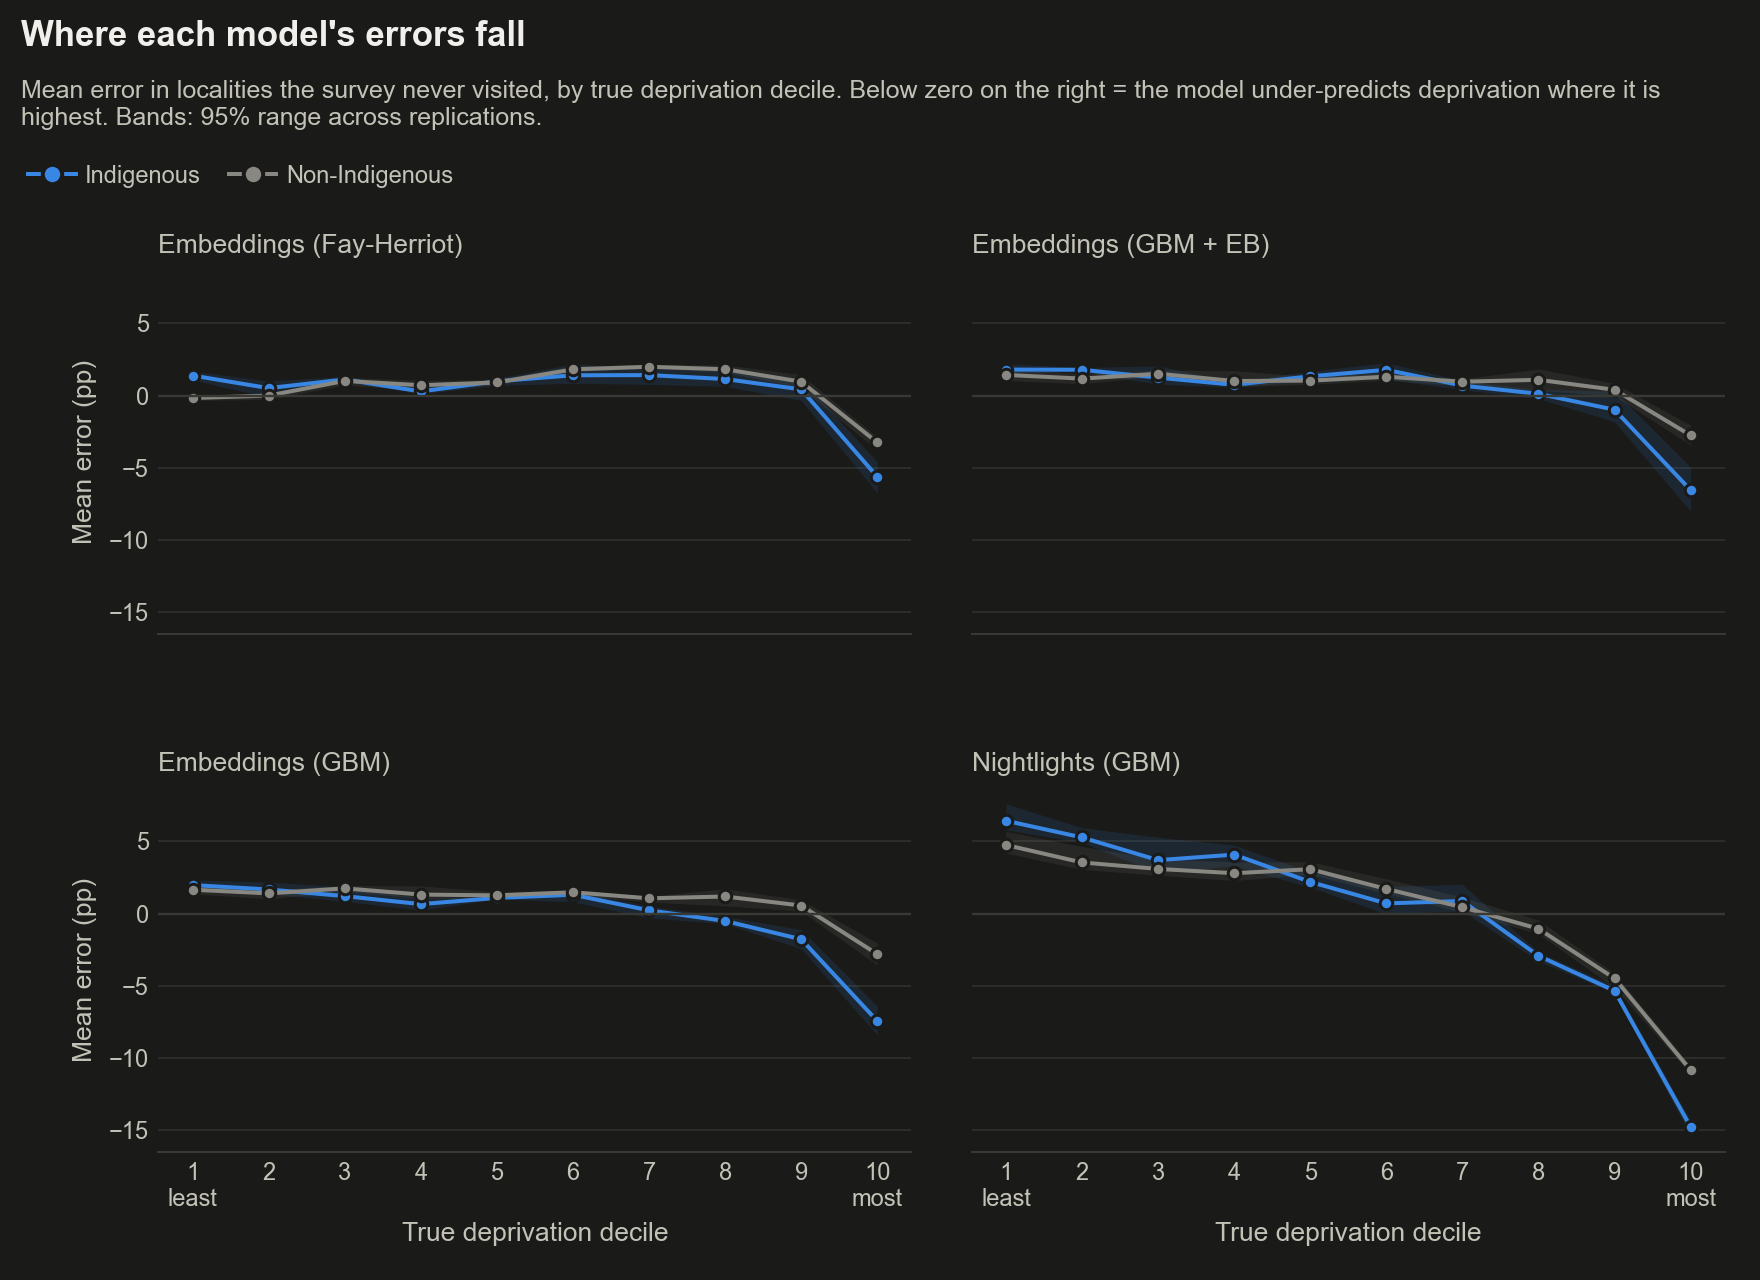 Where each model's errors fall
Mean error in localities the survey never visited, by true deprivation decile. Below zero on the right = the model under-predicts deprivation where it is
highest. Bands: 95% range across replications.
Indigenous
Non-Indigenous
Embeddings (Fay-Herriot)
Embeddings (GBM + EB)
Mean error (pp)
5
0
−5
−10
−15
Embeddings (GBM)
Nightlights (GBM)
Mean error (pp)
5
0
−5
−10
−15
1 2 3 4 5 6 7 8 9 10
least most
True deprivation decile
1 2 3 4 5 6 7 8 9 10
least most
True deprivation decile